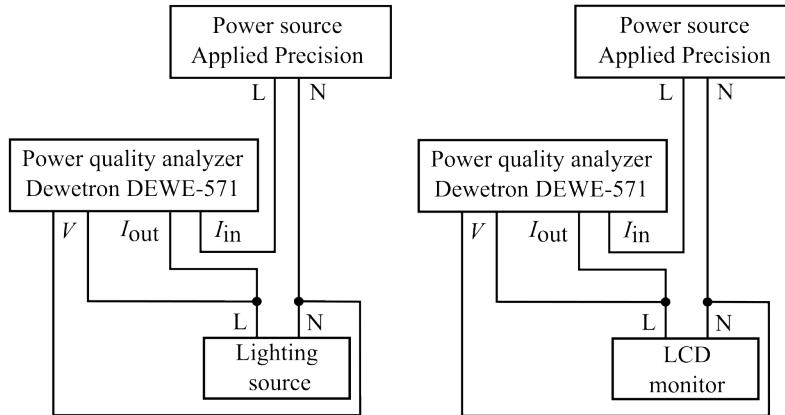 Power source
Applied Precision
L N
Power quality analyzer
Dewetron DEWE-571
V Iout Iin
L N
Lighting
source
Power source
Applied Precision
L N
Power quality analyzer
Dewetron DEWE-571
V Iout Iin
L N
LCD
monitor